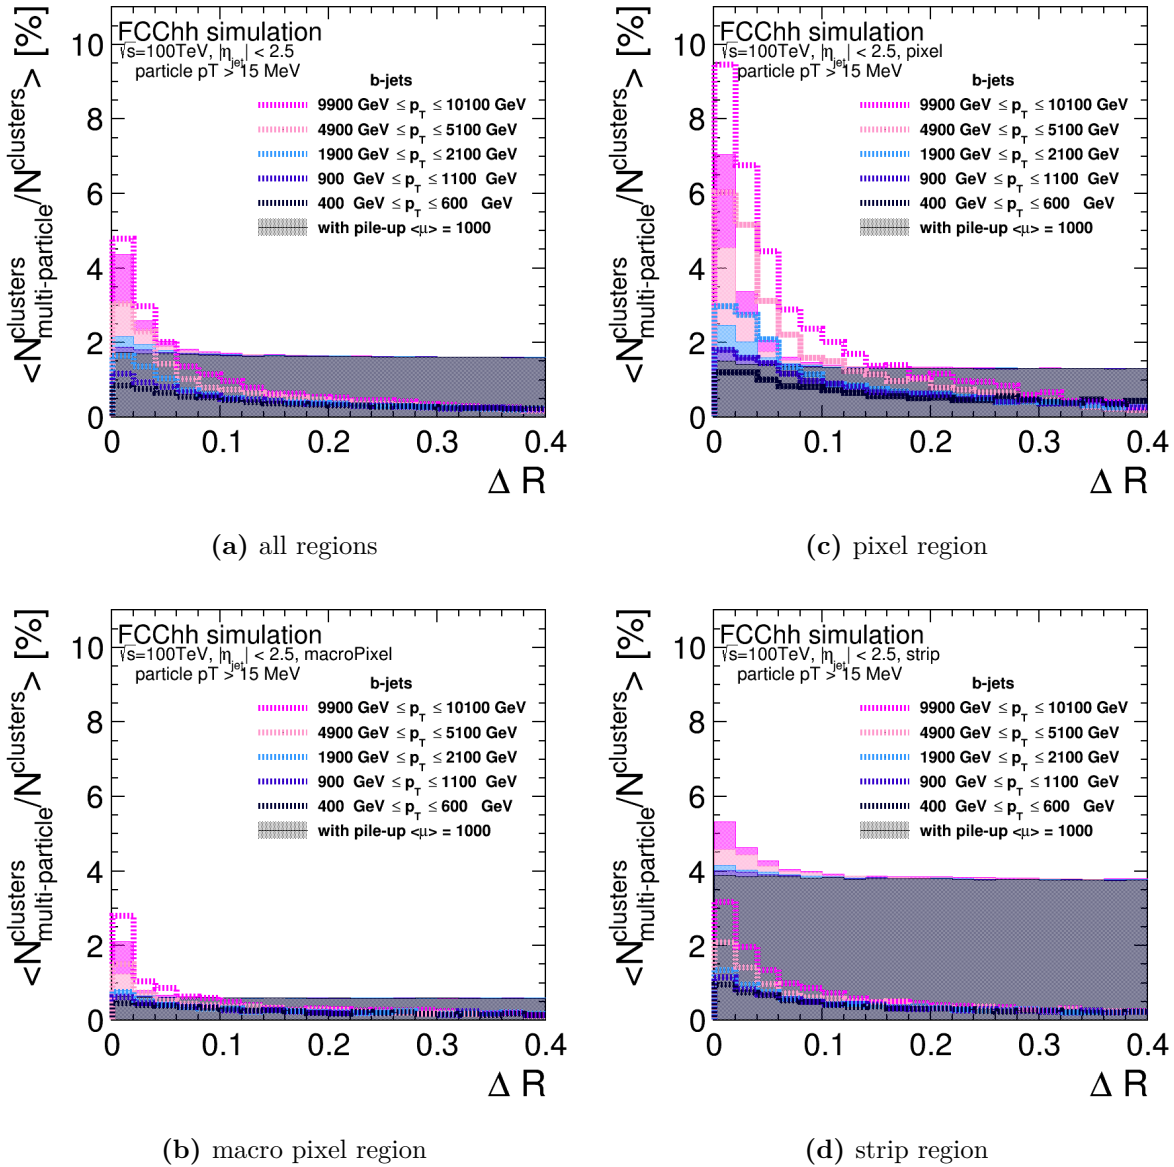 <N^clusters_multi-particle/N^clusters> [%]
FCChh simulation
√s=100TeV, |η_jet| < 2.5
particle pT > 15 MeV
b-jets
9900 GeV ≤ p_T ≤ 10100 GeV
4900 GeV ≤ p_T ≤ 5100 GeV
1900 GeV ≤ p_T ≤ 2100 GeV
900 GeV ≤ p_T ≤ 1100 GeV
400 GeV ≤ p_T ≤ 600 GeV
with pile-up <μ> = 1000
10
8
6
4
2
0
0 0.1 0.2 0.3 0.4
Δ R
(a) all regions
<N^clusters_multi-particle/N^clusters> [%]
FCChh simulation
√s=100TeV, |η_jet| < 2.5, pixel
particle pT > 15 MeV
b-jets
9900 GeV ≤ p_T ≤ 10100 GeV
4900 GeV ≤ p_T ≤ 5100 GeV
1900 GeV ≤ p_T ≤ 2100 GeV
900 GeV ≤ p_T ≤ 1100 GeV
400 GeV ≤ p_T ≤ 600 GeV
with pile-up <μ> = 1000
10
8
6
4
2
0
0 0.1 0.2 0.3 0.4
Δ R
(c) pixel region
<N^clusters_multi-particle/N^clusters> [%]
FCChh simulation
√s=100TeV, |η_jet| < 2.5, macroPixel
particle pT > 15 MeV
b-jets
9900 GeV ≤ p_T ≤ 10100 GeV
4900 GeV ≤ p_T ≤ 5100 GeV
1900 GeV ≤ p_T ≤ 2100 GeV
900 GeV ≤ p_T ≤ 1100 GeV
400 GeV ≤ p_T ≤ 600 GeV
with pile-up <μ> = 1000
10
8
6
4
2
0
0 0.1 0.2 0.3 0.4
Δ R
(b) macro pixel region
<N^clusters_multi-particle/N^clusters> [%]
FCChh simulation
√s=100TeV, |η_jet| < 2.5, strip
particle pT > 15 MeV
b-jets
9900 GeV ≤ p_T ≤ 10100 GeV
4900 GeV ≤ p_T ≤ 5100 GeV
1900 GeV ≤ p_T ≤ 2100 GeV
900 GeV ≤ p_T ≤ 1100 GeV
400 GeV ≤ p_T ≤ 600 GeV
with pile-up <μ> = 1000
10
8
6
4
2
0
0 0.1 0.2 0.3 0.4
Δ R
(d) strip region